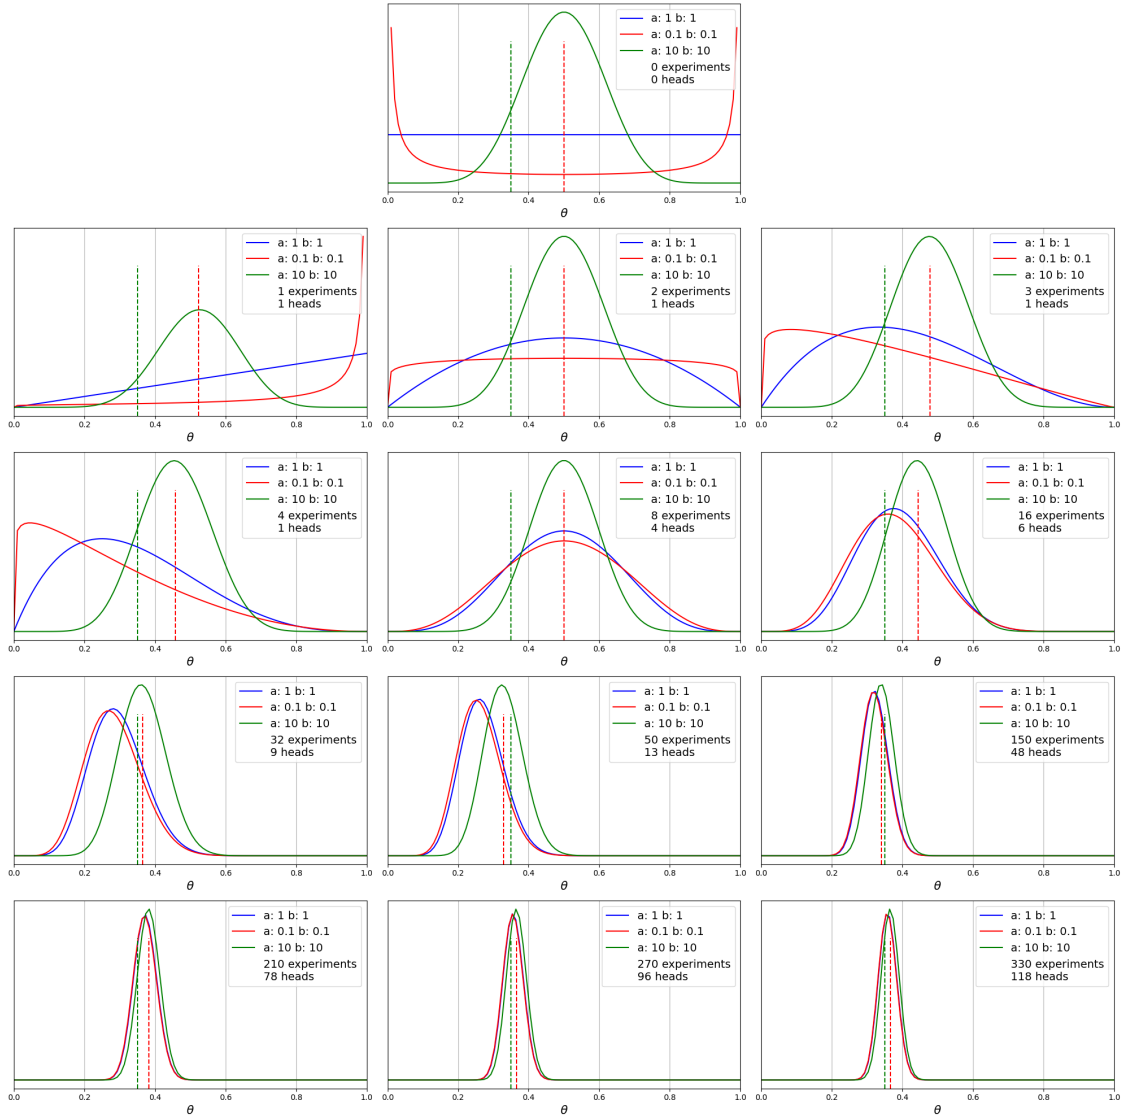 a: 1 b: 1
a: 0.1 b: 0.1
a: 10 b: 10
0 experiments
0 heads
0.0 0.2 0.4 0.6 0.8 1.0
θ
a: 1 b: 1
a: 0.1 b: 0.1
a: 10 b: 10
1 experiments
1 heads
0.0 0.2 0.4 0.6 0.8 1.0
θ
a: 1 b: 1
a: 0.1 b: 0.1
a: 10 b: 10
2 experiments
1 heads
0.0 0.2 0.4 0.6 0.8 1.0
θ
a: 1 b: 1
a: 0.1 b: 0.1
a: 10 b: 10
3 experiments
1 heads
0.0 0.2 0.4 0.6 0.8 1.0
θ
a: 1 b: 1
a: 0.1 b: 0.1
a: 10 b: 10
4 experiments
1 heads
0.0 0.2 0.4 0.6 0.8 1.0
θ
a: 1 b: 1
a: 0.1 b: 0.1
a: 10 b: 10
8 experiments
4 heads
0.0 0.2 0.4 0.6 0.8 1.0
θ
a: 1 b: 1
a: 0.1 b: 0.1
a: 10 b: 10
16 experiments
6 heads
0.0 0.2 0.4 0.6 0.8 1.0
θ
a: 1 b: 1
a: 0.1 b: 0.1
a: 10 b: 10
32 experiments
9 heads
0.0 0.2 0.4 0.6 0.8 1.0
θ
a: 1 b: 1
a: 0.1 b: 0.1
a: 10 b: 10
50 experiments
13 heads
0.0 0.2 0.4 0.6 0.8 1.0
θ
a: 1 b: 1
a: 0.1 b: 0.1
a: 10 b: 10
150 experiments
48 heads
0.0 0.2 0.4 0.6 0.8 1.0
θ
a: 1 b: 1
a: 0.1 b: 0.1
a: 10 b: 10
210 experiments
78 heads
0.0 0.2 0.4 0.6 0.8 1.0
θ
a: 1 b: 1
a: 0.1 b: 0.1
a: 10 b: 10
270 experiments
96 heads
0.0 0.2 0.4 0.6 0.8 1.0
θ
a: 1 b: 1
a: 0.1 b: 0.1
a: 10 b: 10
330 experiments
118 heads
0.0 0.2 0.4 0.6 0.8 1.0
θ